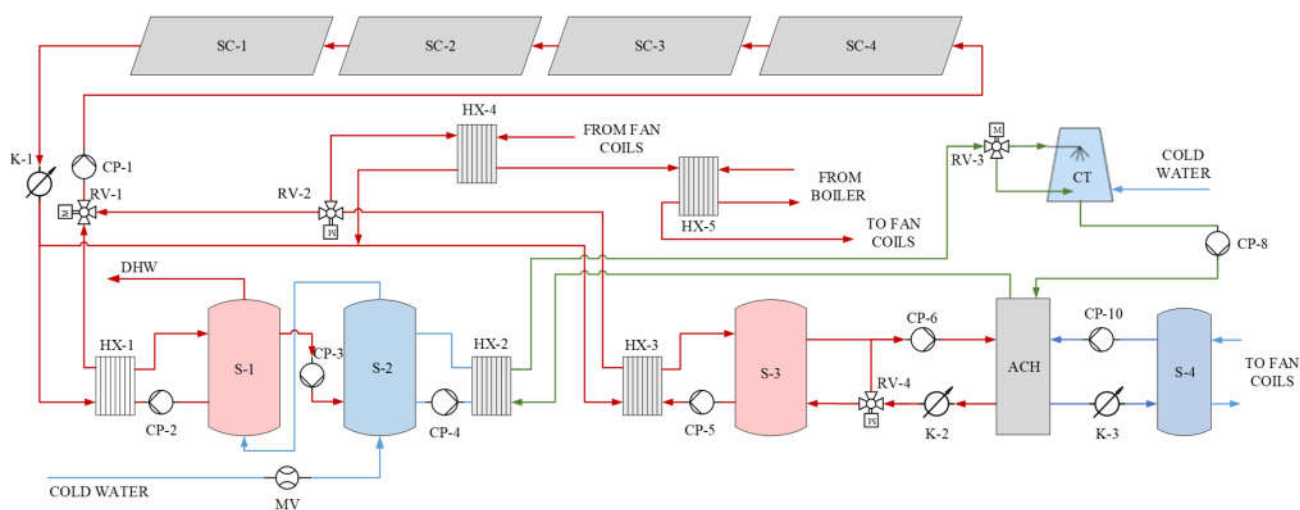 SC-1
SC-2
SC-3
SC-4
HX-4
FROM FAN
COILS
K-1
CP-1
RV-1
M
RV-2
M
HX-5
FROM
BOILER
TO FAN
COILS
M
RV-3
CT
COLD
WATER
CP-8
DHW
HX-1
CP-2
S-1
CP-3
S-2
CP-4
HX-2
HX-3
CP-5
S-3
CP-6
RV-4
M
K-2
ACH
CP-10
K-3
S-4
TO FAN
COILS
COLD WATER
MV